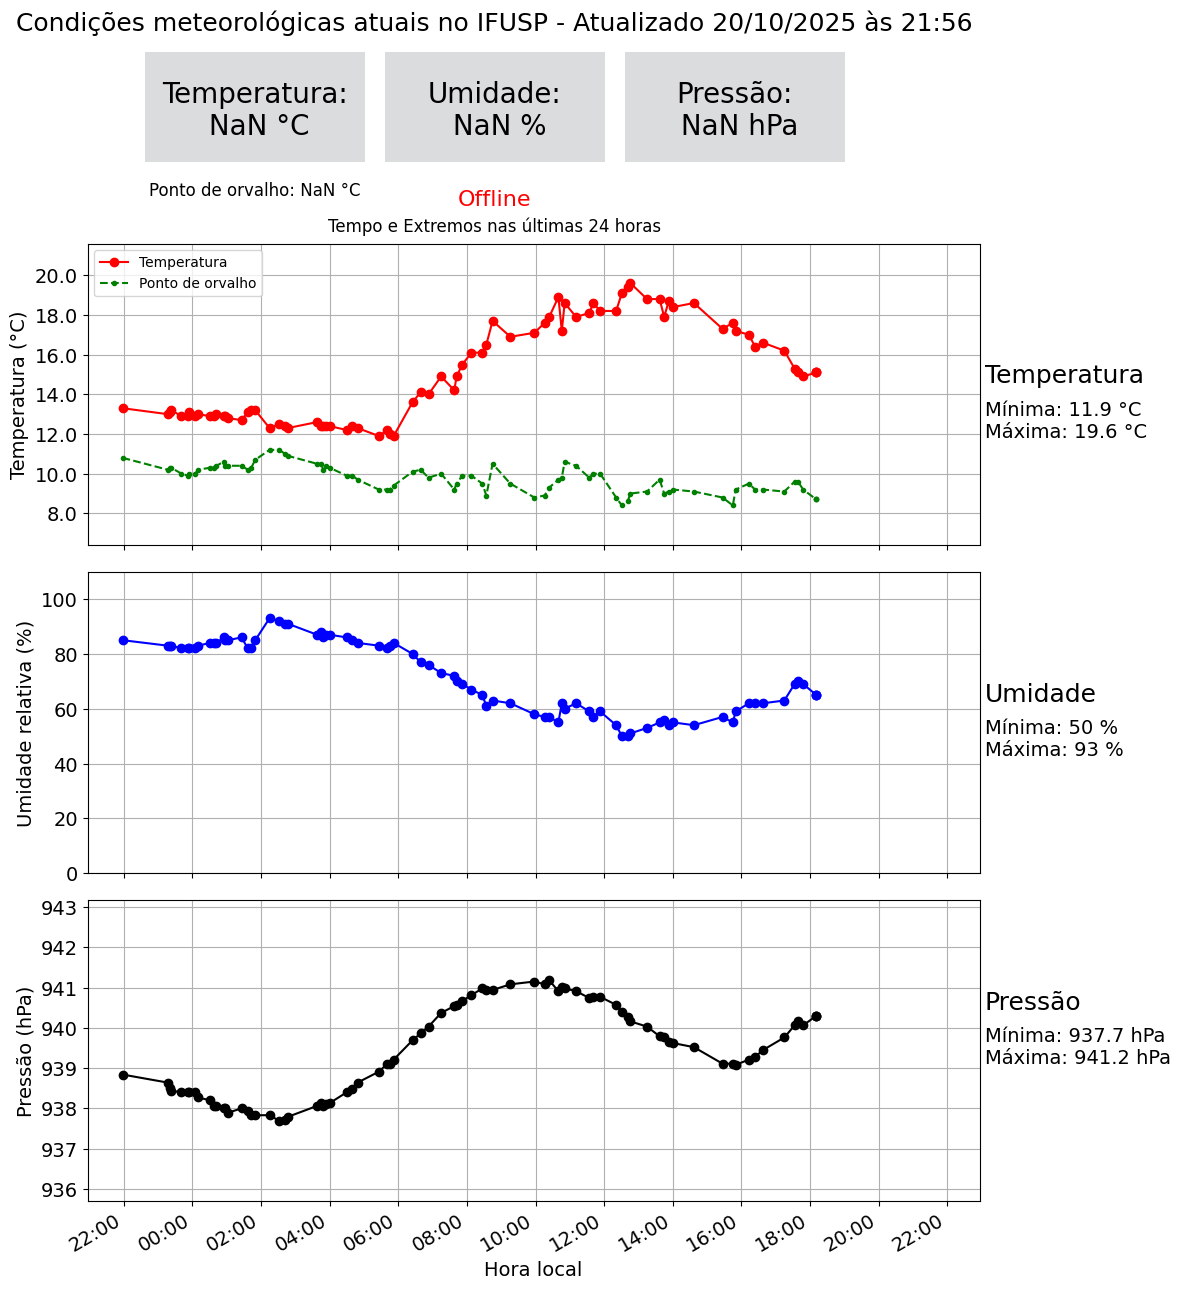 Condições meteorológicas atuais no IFUSP - Atualizado 20/10/2025 às 21:56
Temperatura:
NaN °C
Umidade:
NaN %
Pressão:
NaN hPa
Ponto de orvalho: NaN °C
Offline
Tempo e Extremos nas últimas 24 horas
Temperatura
Ponto de orvalho
Temperatura (°C)
20.0
18.0
16.0
14.0
12.0
10.0
8.0
Temperatura
Mínima: 11.9 °C
Máxima: 19.6 °C
Umidade relativa (%)
100
80
60
40
20
0
Umidade
Mínima: 50 %
Máxima: 93 %
Pressão (hPa)
943
942
941
940
939
938
937
936
Pressão
Mínima: 937.7 hPa
Máxima: 941.2 hPa
22:00 00:00 02:00 04:00 06:00 08:00 10:00 12:00 14:00 16:00 18:00 20:00 22:00
Hora local